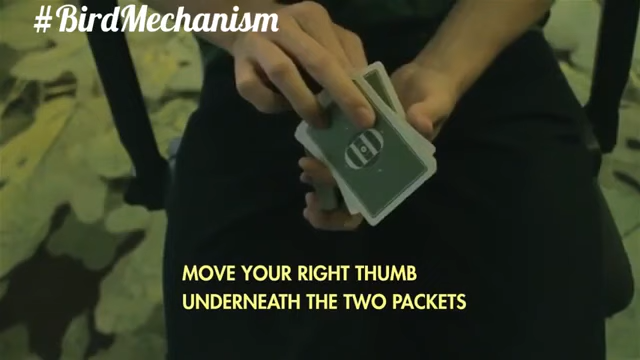 #BirdMechanism
MOVE YOUR RIGHT THUMB
UNDERNEATH THE TWO PACKETS